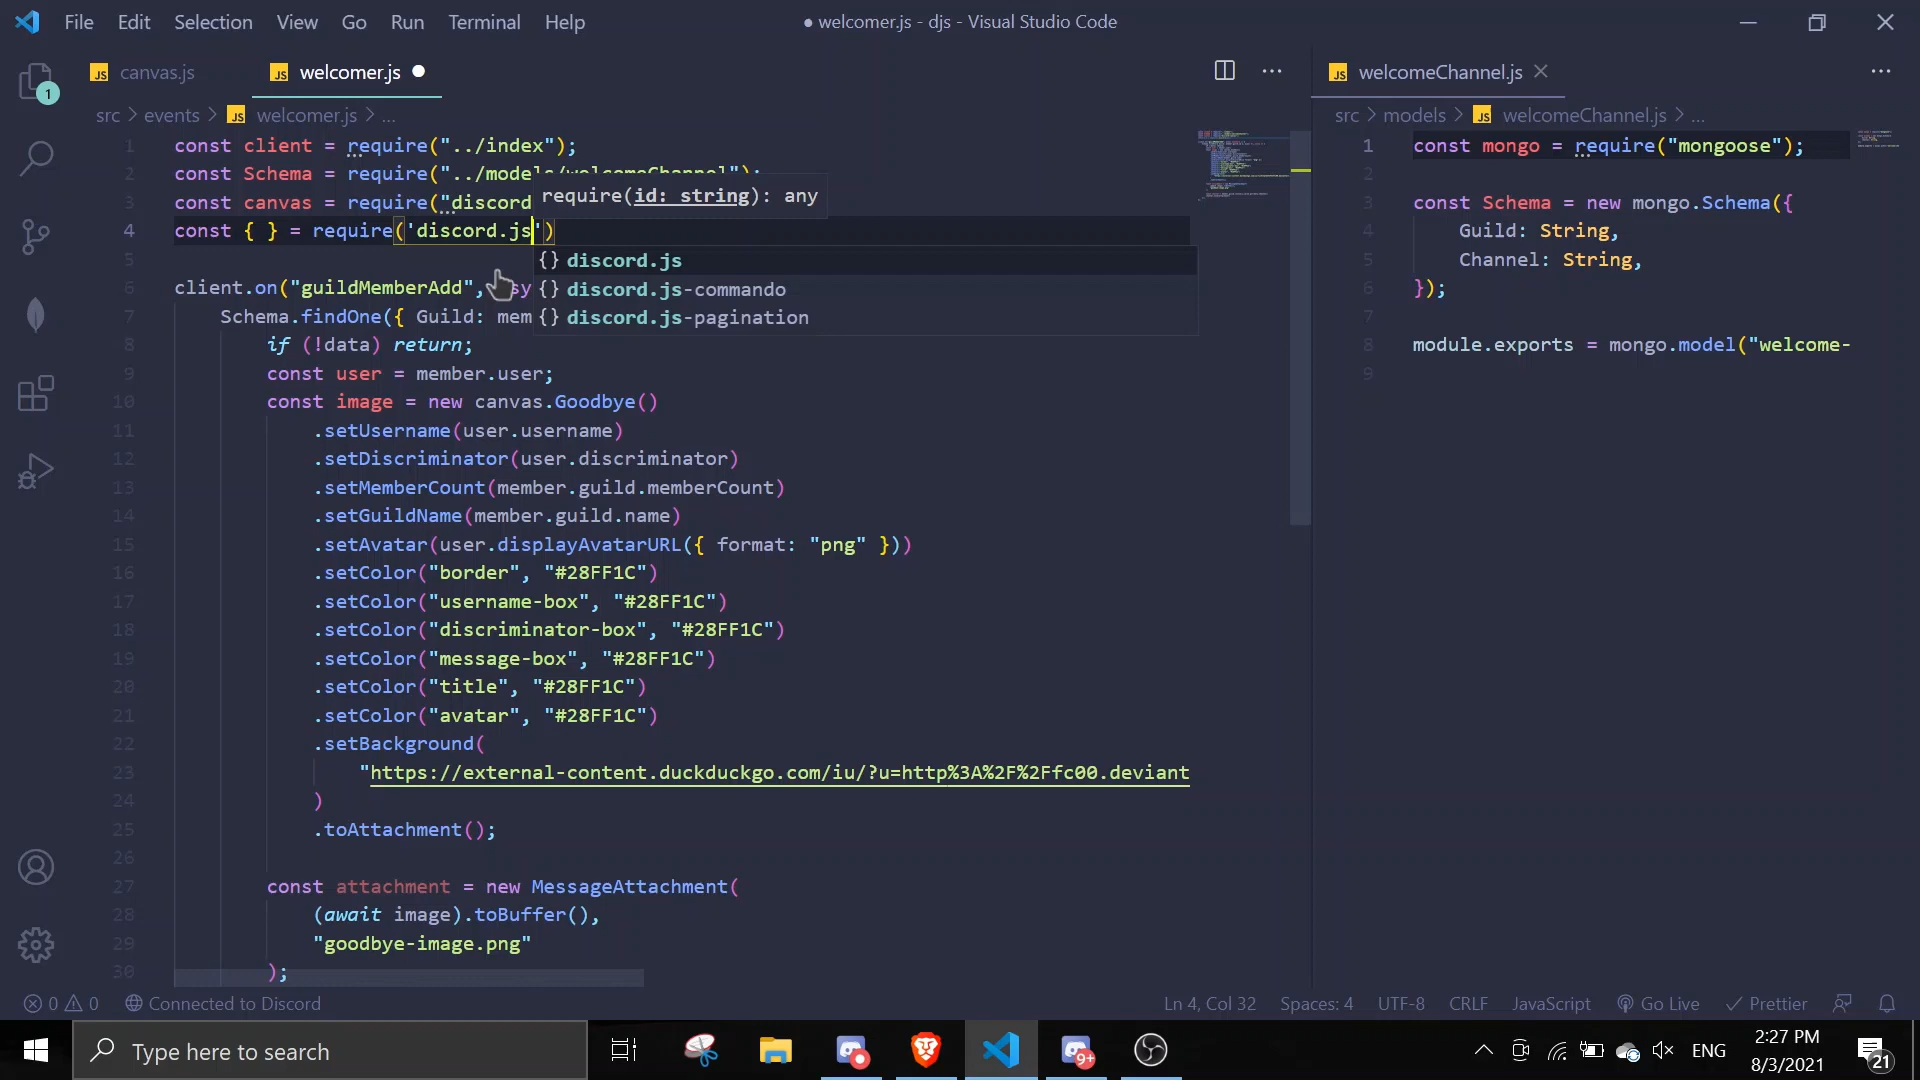 File Edit Selection View Go Run Terminal Help
● welcomer.js - djs - Visual Studio Code
JS canvas.js
JS welcomer.js ●
JS welcomeChannel.js
src > events > JS welcomer.js > ...
src > models > JS welcomeChannel.js > ...
1
1 const client = require("../index");
2 const Schema = require("../models/welcomeChannel");
3 const canvas = require("discord
require(id: string): any
4 const { } = require('discord.js')
{} discord.js
{} discord.js-commando
{} discord.js-pagination
5
6 client.on("guildMemberAdd", sy
7 Schema.findOne({ Guild: mem
8 if (!data) return;
9 const user = member.user;
10 const image = new canvas.Goodbye()
11 .setUsername(user.username)
12 .setDiscriminator(user.discriminator)
13 .setMemberCount(member.guild.memberCount)
14 .setGuildName(member.guild.name)
15 .setAvatar(user.displayAvatarURL({ format: "png" }))
16 .setColor("border", "#28FF1C")
17 .setColor("username-box", "#28FF1C")
18 .setColor("discriminator-box", "#28FF1C")
19 .setColor("message-box", "#28FF1C")
20 .setColor("title", "#28FF1C")
21 .setColor("avatar", "#28FF1C")
22 .setBackground(
23 "https://external-content.duckduckgo.com/iu/?u=http%3A%2F%2Ffc00.deviant
24 )
25 .toAttachment();
26
27 const attachment = new MessageAttachment(
28 (await image).toBuffer(),
29 "goodbye-image.png"
30 );
1 const mongo = require("mongoose");
2
3 const Schema = new mongo.Schema({
4 Guild: String,
5 Channel: String,
6 });
7
8 module.exports = mongo.model("welcome-
9
0 0 Connected to Discord
Ln 4, Col 32 Spaces: 4 UTF-8 CRLF JavaScript Go Live Prettier
Type here to search
9+
ENG
2:27 PM
8/3/2021
21